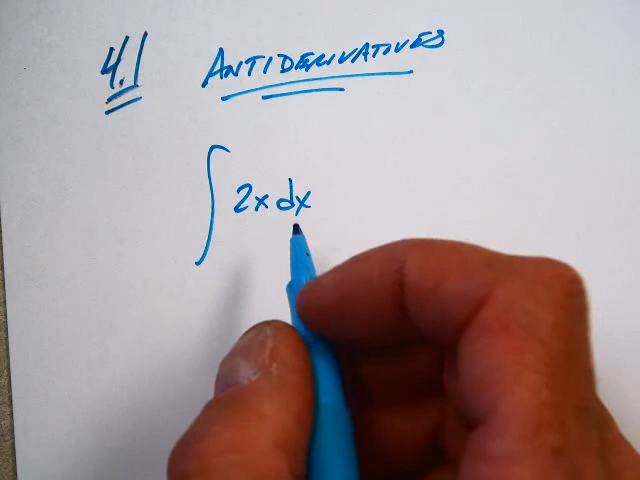 4.1 ANTIDERIVATIVES
∫ 2x dx